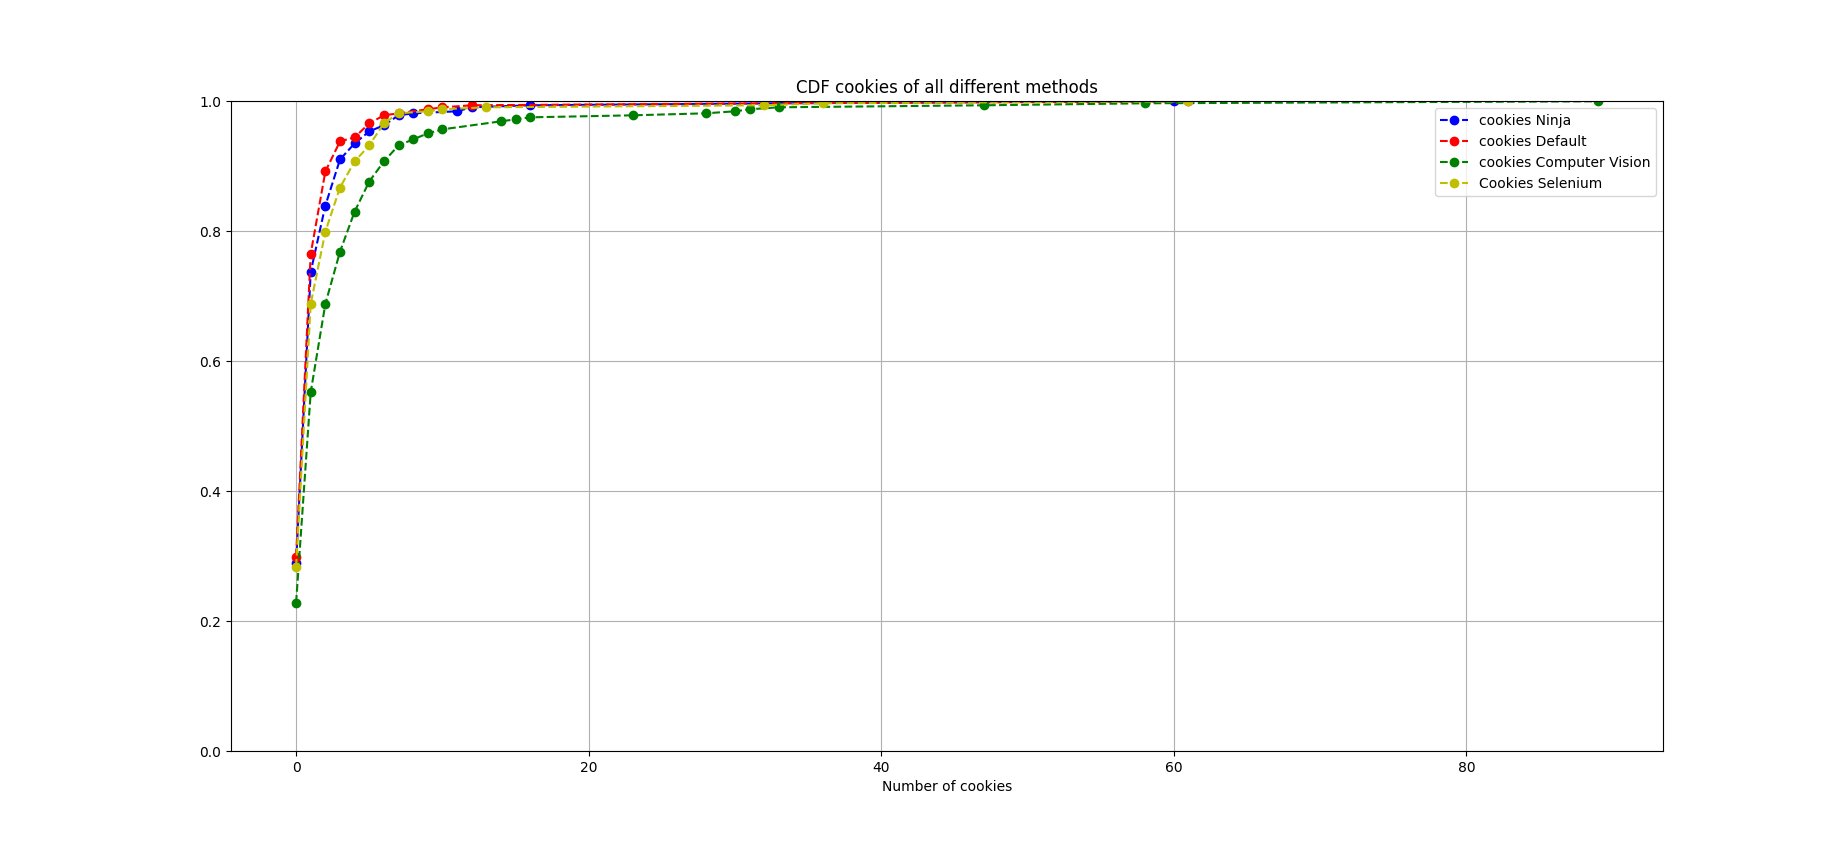 CDF cookies of all different methods
1.0
0.8
0.6
0.4
0.2
0.0
cookies Ninja
cookies Default
cookies Computer Vision
Cookies Selenium
0 20 40 60 80
Number of cookies